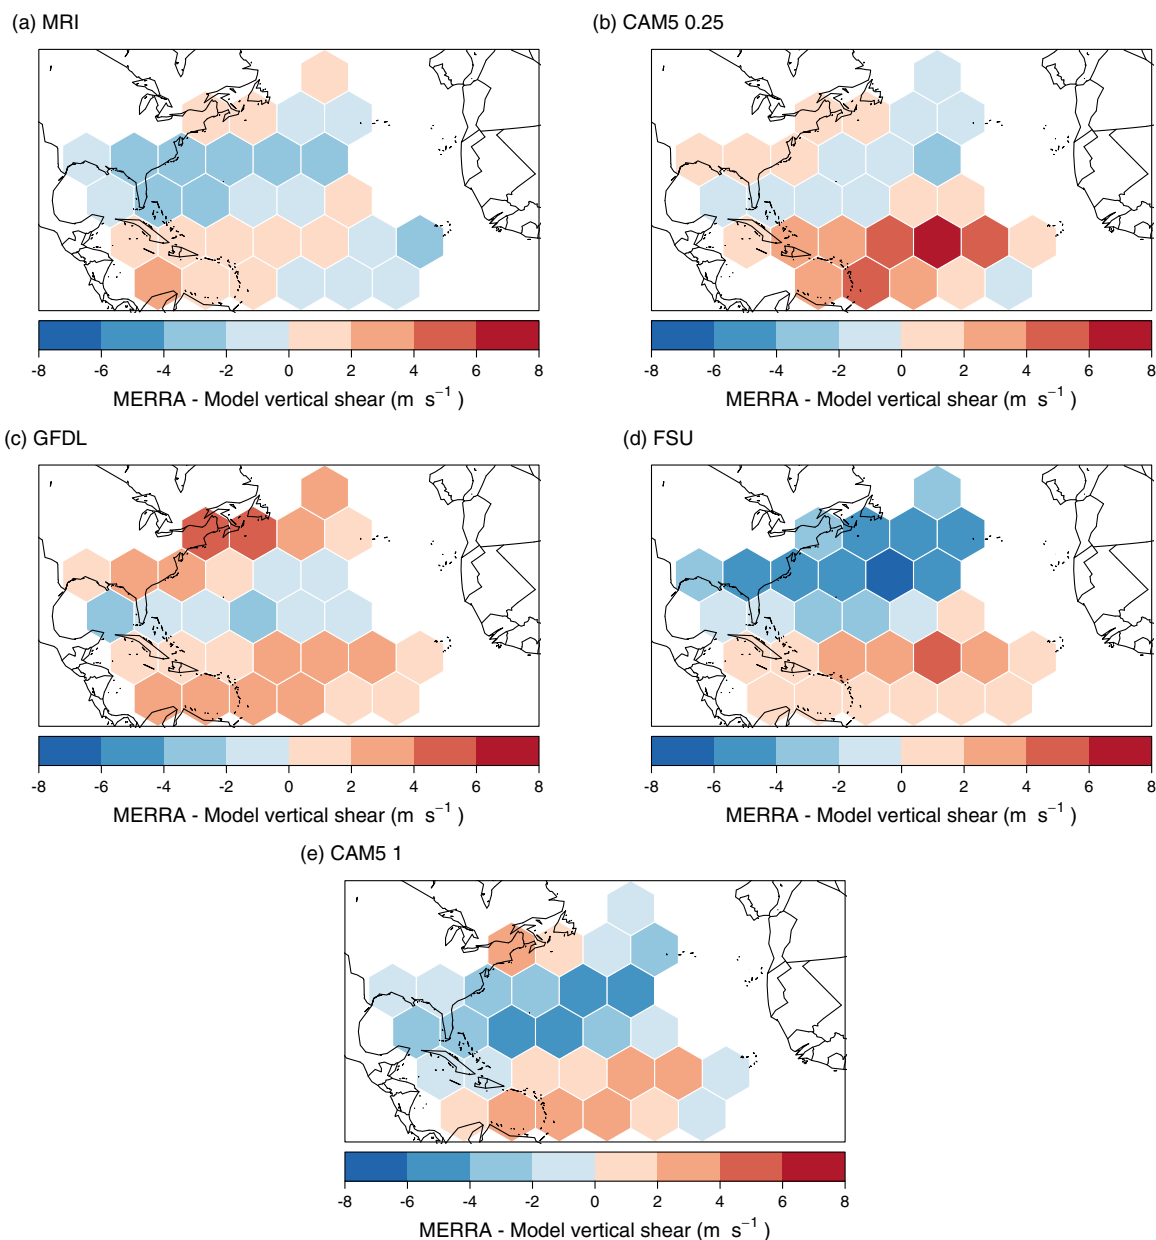 (a) MRI
(b) CAM5 0.25
-8 -6 -4 -2 0 2 4 6 8
MERRA - Model vertical shear (m s⁻¹ )
-8 -6 -4 -2 0 2 4 6 8
MERRA - Model vertical shear (m s⁻¹ )
(c) GFDL
(d) FSU
-8 -6 -4 -2 0 2 4 6 8
MERRA - Model vertical shear (m s⁻¹ )
-8 -6 -4 -2 0 2 4 6 8
MERRA - Model vertical shear (m s⁻¹ )
(e) CAM5 1
-8 -6 -4 -2 0 2 4 6 8
MERRA - Model vertical shear (m s⁻¹ )